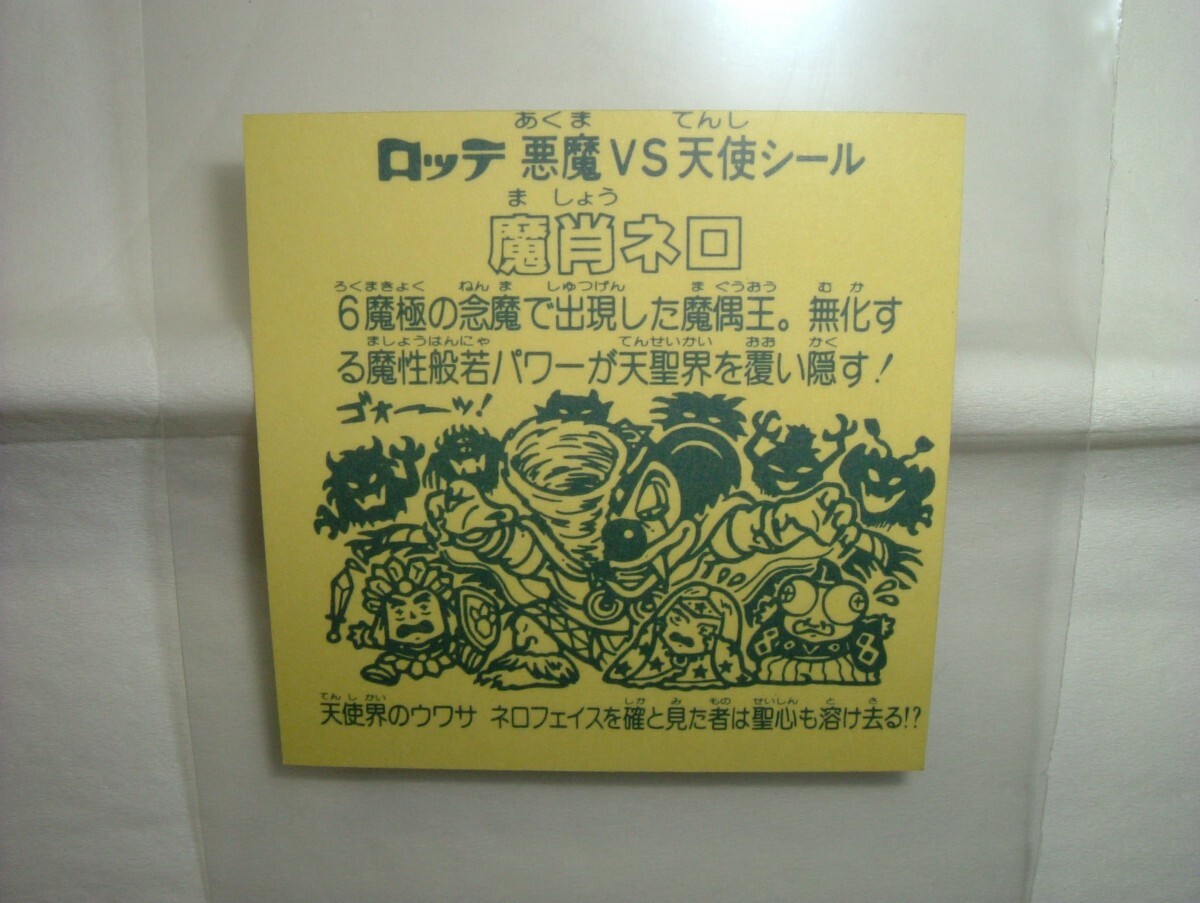 あくま てんし
ロッテ 悪魔VS天使シール
ま しょう
魔肖ネロ
ろくまきょく ねん ま しゅつげん ま ぐうおう む か
6魔極の念魔で出現した魔偶王。無化す
ましょうはんにゃ てんせいかい おお かく
る魔性般若パワーが天聖界を覆い隠す!
ゴォーーッ!
8 8
てん し かい しか み もの せいしん と さ
天使界のウワサ ネロフェイスを確と見た者は聖心も溶け去る!?